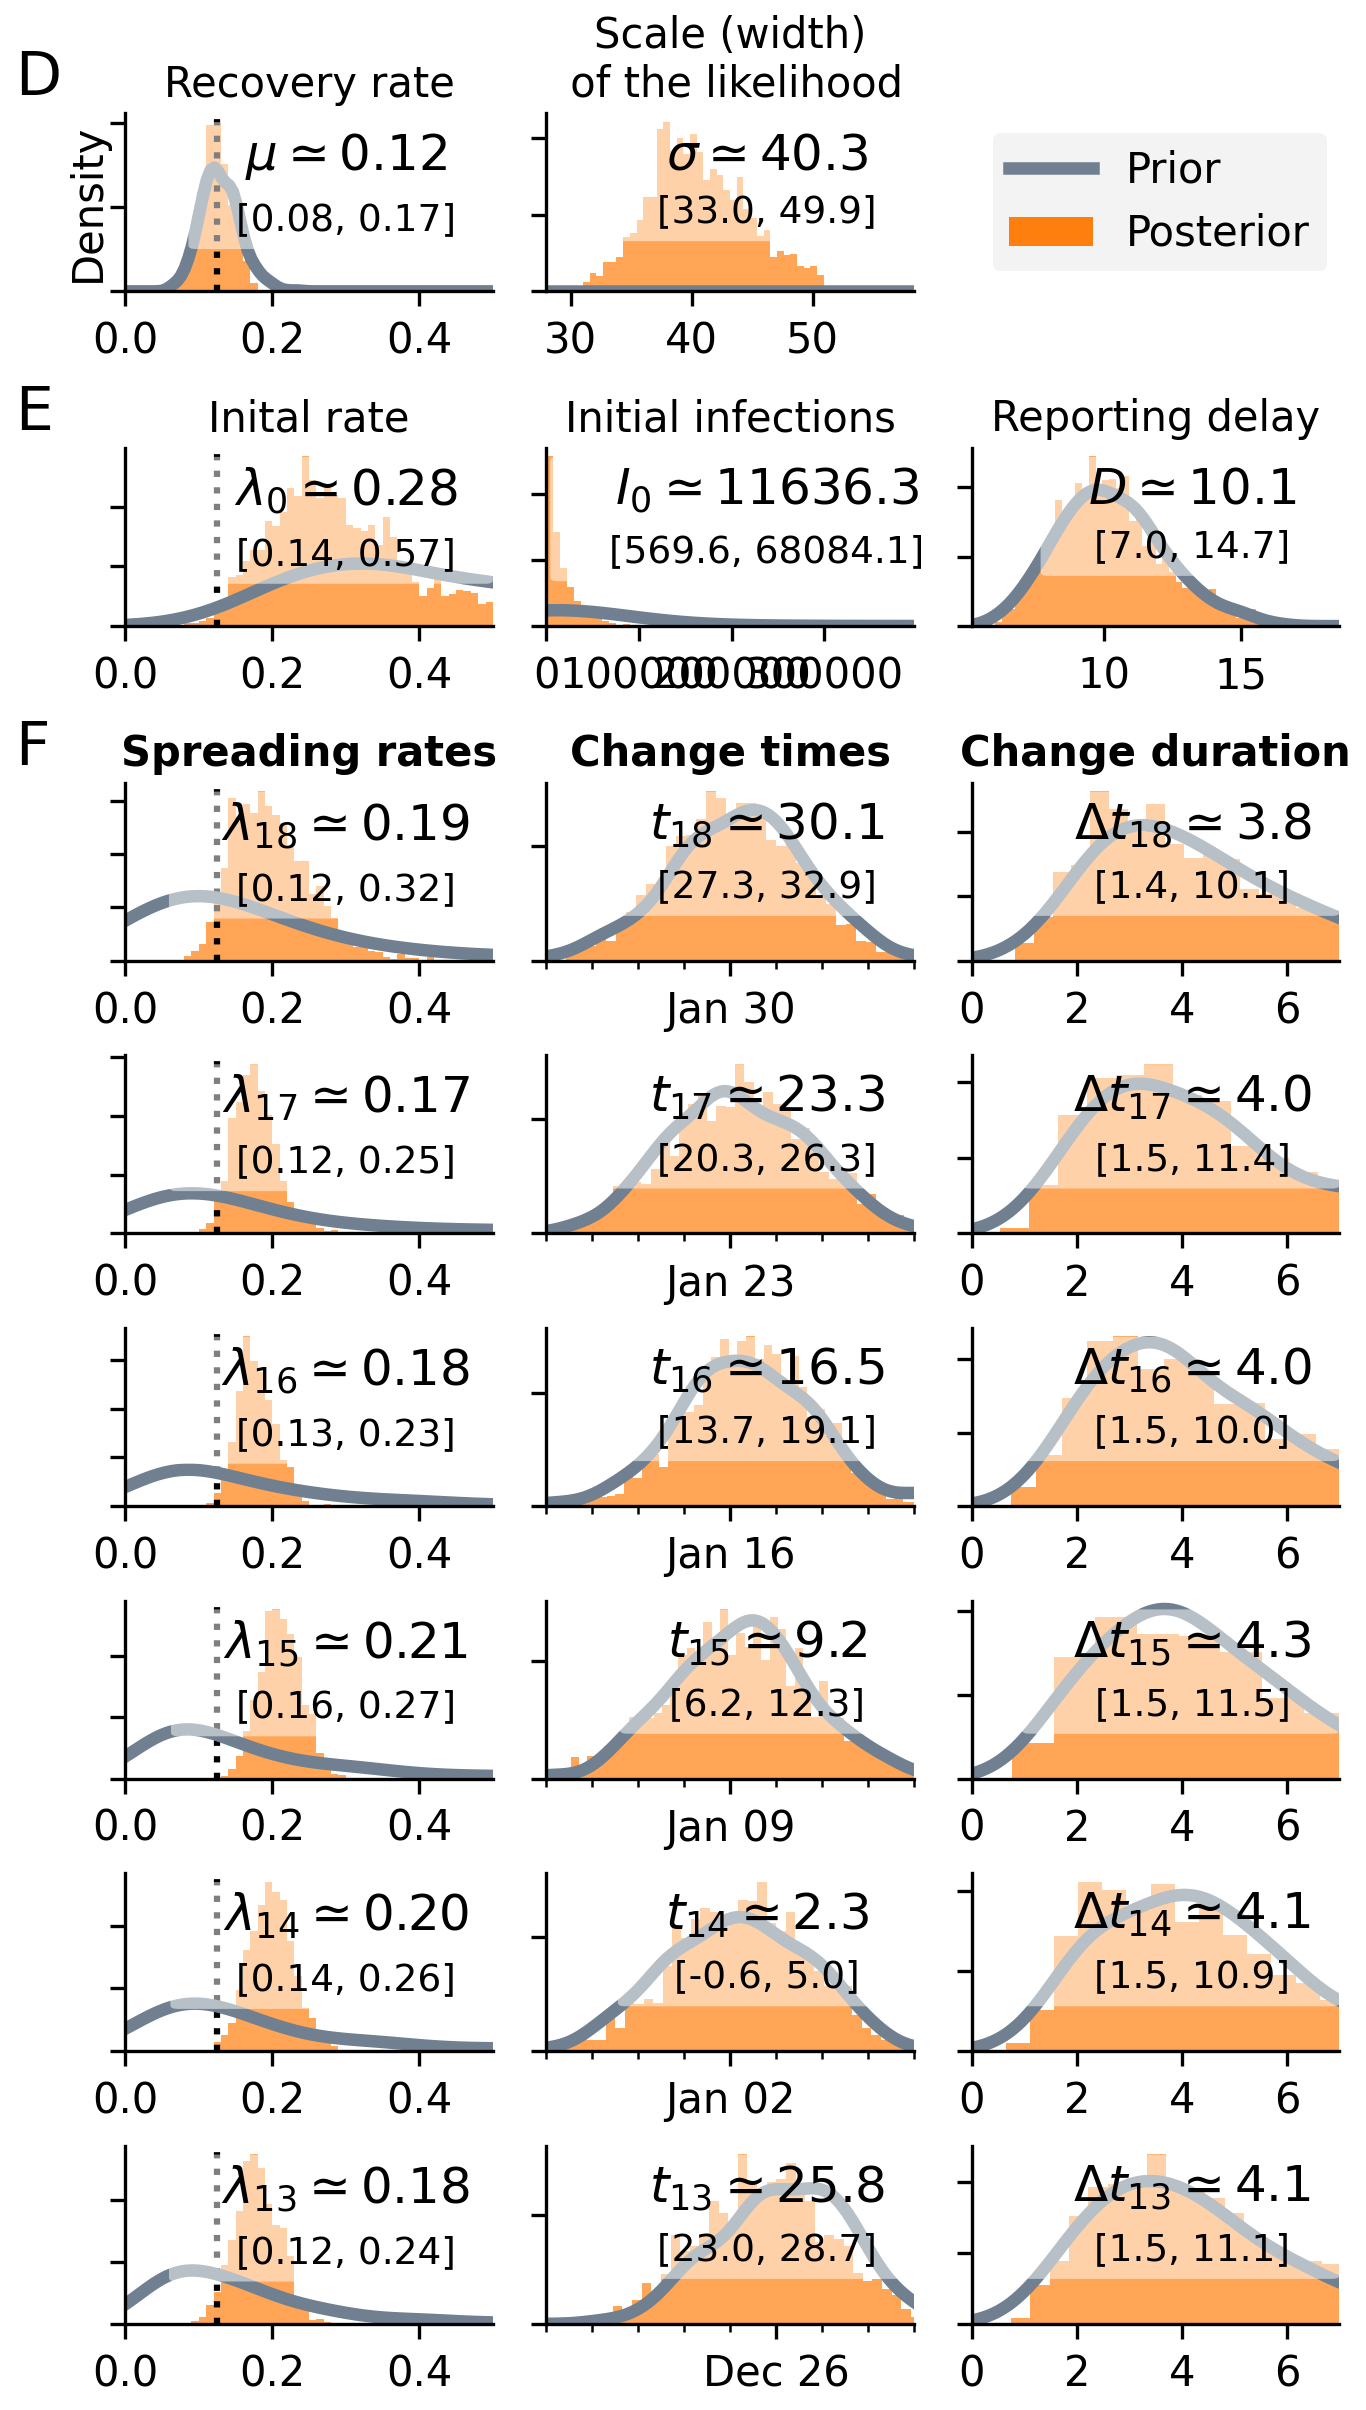 D
Recovery rate
Scale (width)
of the likelihood
Density
μ ≃ 0.12
[0.08, 0.17]
σ ≃ 40.3
[33.0, 49.9]
Prior
Posterior
0.0 0.2 0.4
30 40 50
E
Inital rate
Initial infections
Reporting delay
λ0 ≃ 0.28
[0.14, 0.57]
I0 ≃ 11636.3
[569.6, 68084.1]
D ≃ 10.1
[7.0, 14.7]
0.0 0.2 0.4
0 100000 200000 300000
10 15
F
Spreading rates
Change times
Change duration
λ18 ≃ 0.19
[0.12, 0.32]
t18 ≃ 30.1
[27.3, 32.9]
Δt18 ≃ 3.8
[1.4, 10.1]
0.0 0.2 0.4
Jan 30
0 2 4 6
λ17 ≃ 0.17
[0.12, 0.25]
t17 ≃ 23.3
[20.3, 26.3]
Δt17 ≃ 4.0
[1.5, 11.4]
0.0 0.2 0.4
Jan 23
0 2 4 6
λ16 ≃ 0.18
[0.13, 0.23]
t16 ≃ 16.5
[13.7, 19.1]
Δt16 ≃ 4.0
[1.5, 10.0]
0.0 0.2 0.4
Jan 16
0 2 4 6
λ15 ≃ 0.21
[0.16, 0.27]
t15 ≃ 9.2
[6.2, 12.3]
Δt15 ≃ 4.3
[1.5, 11.5]
0.0 0.2 0.4
Jan 09
0 2 4 6
λ14 ≃ 0.20
[0.14, 0.26]
t14 ≃ 2.3
[-0.6, 5.0]
Δt14 ≃ 4.1
[1.5, 10.9]
0.0 0.2 0.4
Jan 02
0 2 4 6
λ13 ≃ 0.18
[0.12, 0.24]
t13 ≃ 25.8
[23.0, 28.7]
Δt13 ≃ 4.1
[1.5, 11.1]
0.0 0.2 0.4
Dec 26
0 2 4 6